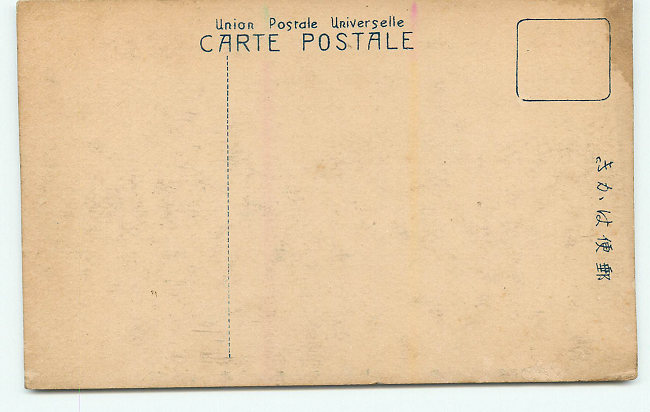 Union Postale Universelle
CARTE POSTALE
郵便はかき